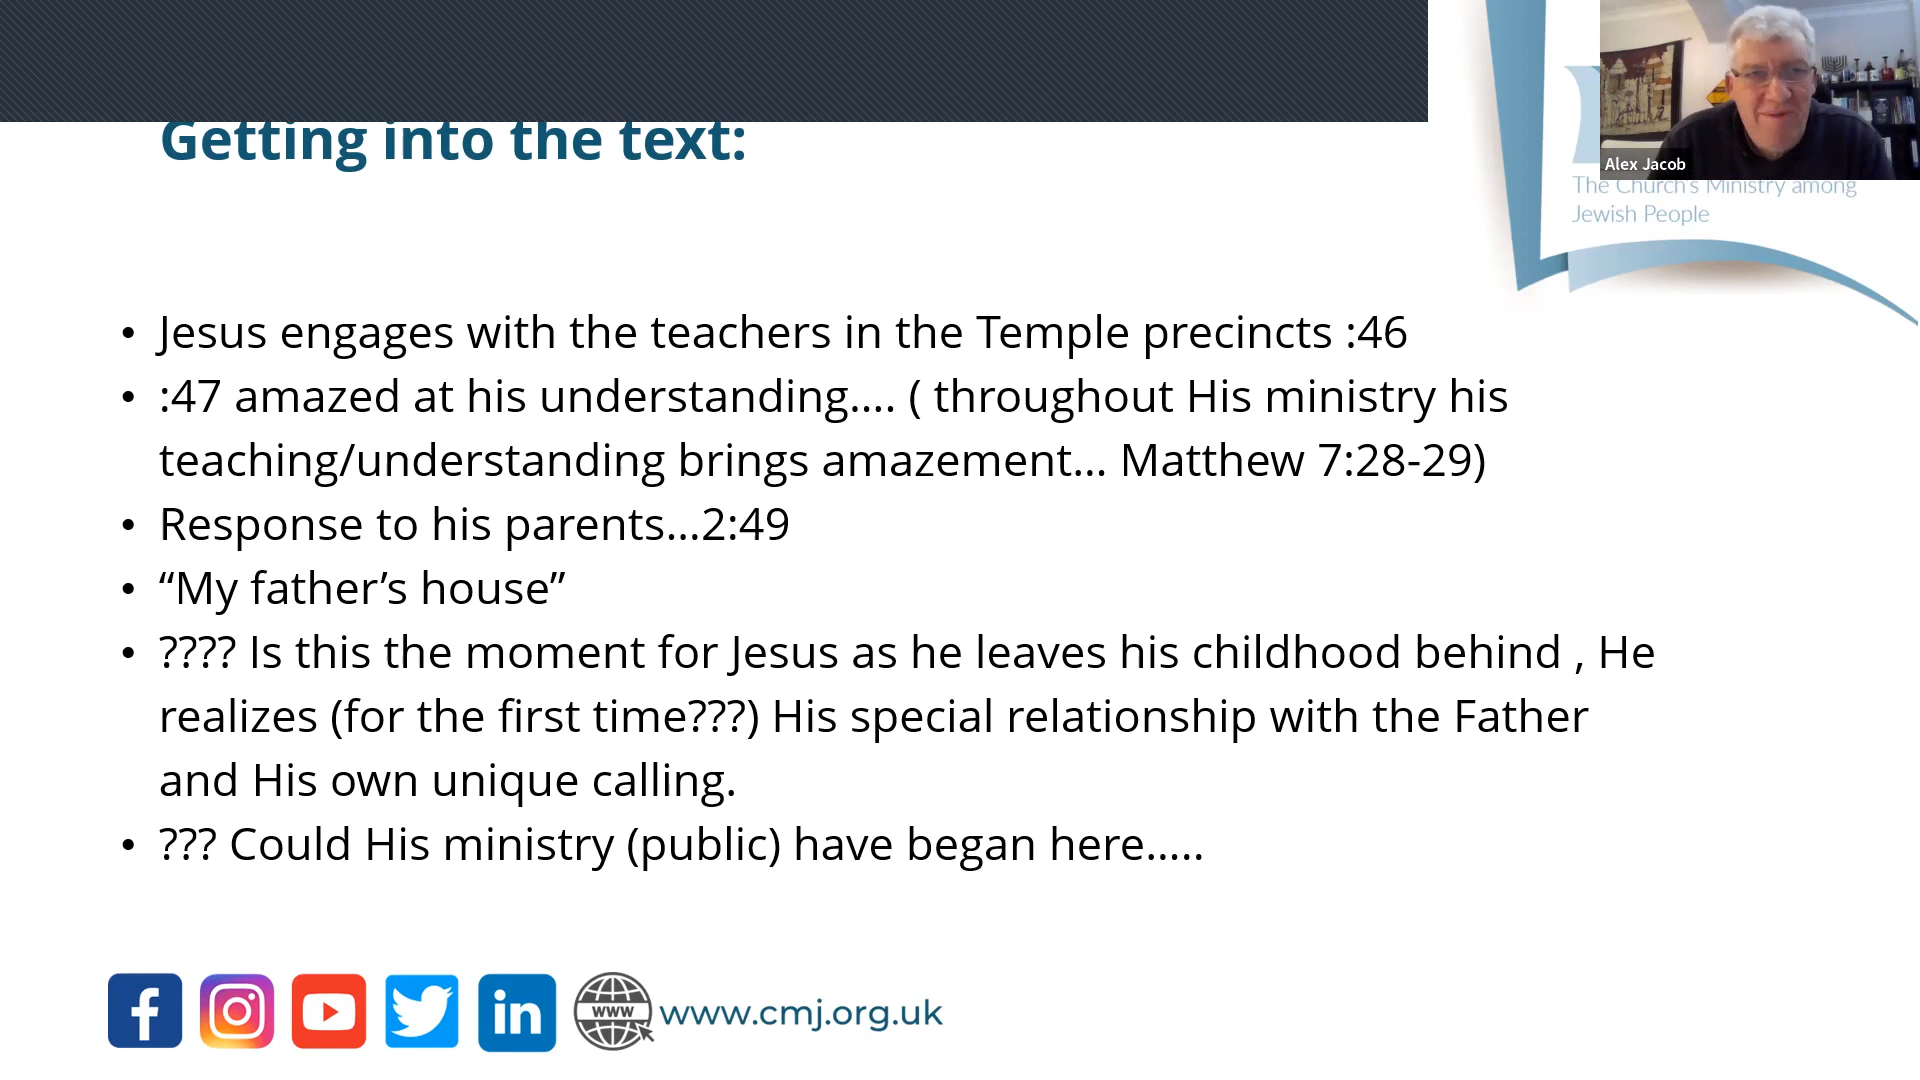 Getting into the text:
Alex Jacob
The Church's Ministry among
Jewish People
• Jesus engages with the teachers in the Temple precincts :46
• :47 amazed at his understanding.... ( throughout His ministry his
teaching/understanding brings amazement... Matthew 7:28-29)
• Response to his parents...2:49
• “My father’s house”
• ???? Is this the moment for Jesus as he leaves his childhood behind , He
realizes (for the first time???) His special relationship with the Father
and His own unique calling.
• ??? Could His ministry (public) have began here.....
f
in
www
www.cmj.org.uk